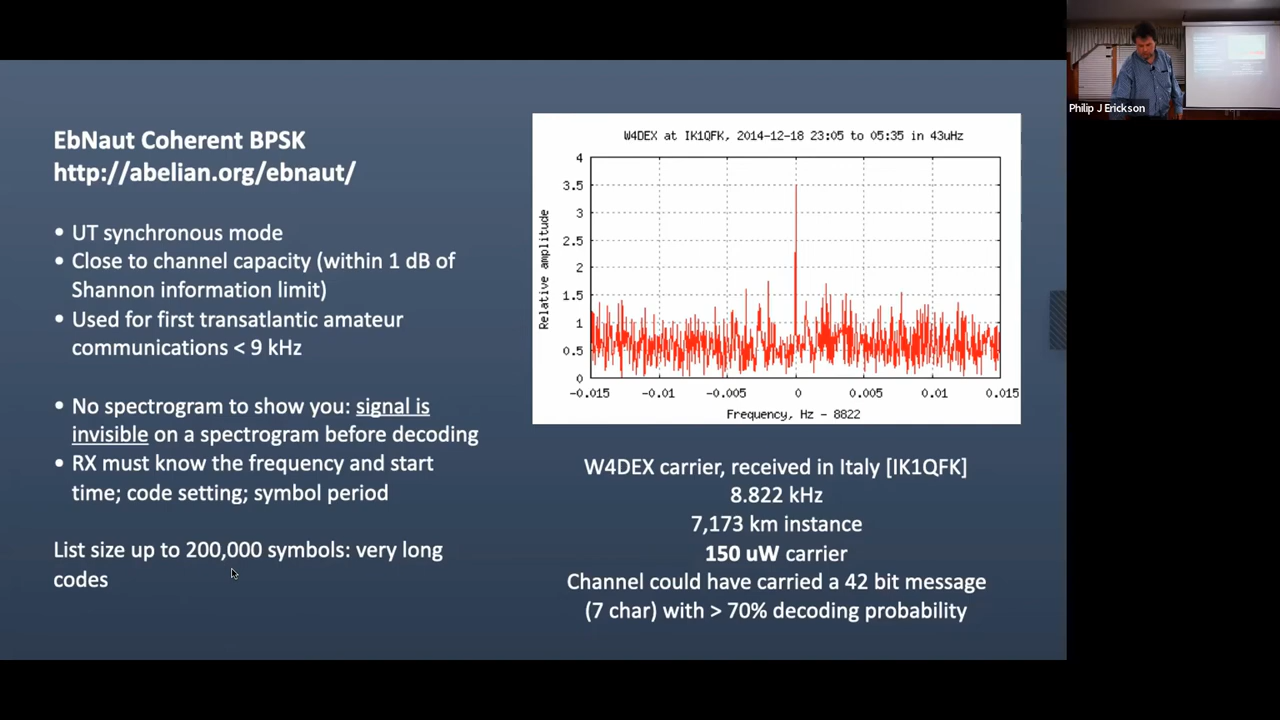 Philip J Erickson
EbNaut Coherent BPSK
http://abelian.org/ebnaut/
• UT synchronous mode
• Close to channel capacity (within 1 dB of
Shannon information limit)
• Used for first transatlantic amateur
communications < 9 kHz
• No spectrogram to show you: signal is
invisible on a spectrogram before decoding
• RX must know the frequency and start
time; code setting; symbol period
List size up to 200,000 symbols: very long
codes
W4DEX at IK1QFK, 2014-12-18 23:05 to 05:35 in 43uHz
Relative amplitude
4
3.5
3
2.5
2
1.5
1
0.5
0
-0.015 -0.01 -0.005 0 0.005 0.01 0.015
Frequency, Hz - 8822
W4DEX carrier, received in Italy [IK1QFK]
8.822 kHz
7,173 km instance
150 uW carrier
Channel could have carried a 42 bit message
(7 char) with > 70% decoding probability